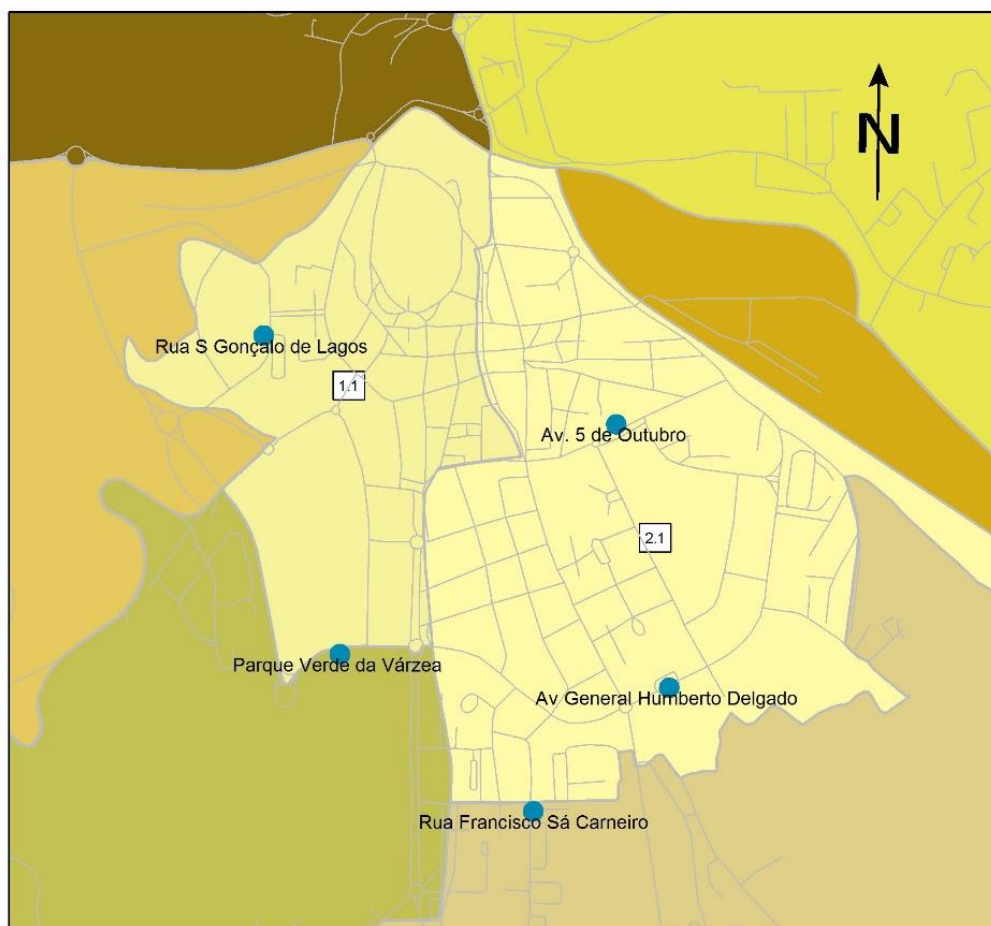 N
Rua S Gonçalo de Lagos
1.1
Av. 5 de Outubro
2.1
Parque Verde da Várzea
Av General Humberto Delgado
Rua Francisco Sá Carneiro